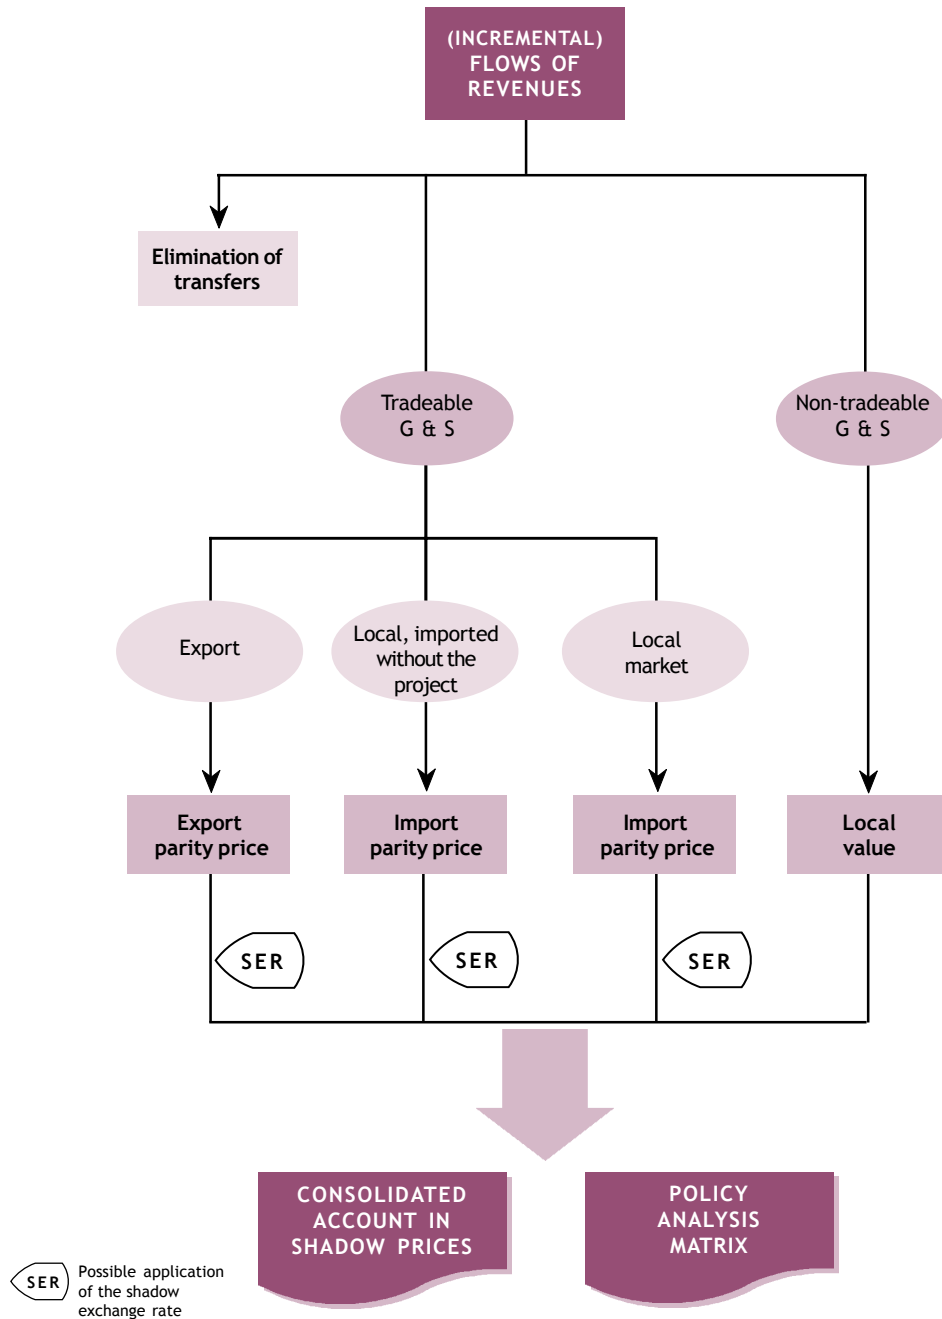 (INCREMENTAL)
FLOWS OF
REVENUES
Elimination of
transfers
Tradeable
G & S
Non-tradeable
G & S
Export
Local, imported
without the
project
Local
market
Export
parity price
Import
parity price
Import
parity price
Local
value
SER
SER
SER
CONSOLIDATED
ACCOUNT IN
SHADOW PRICES
POLICY
ANALYSIS
MATRIX
SER
Possible application
of the shadow
exchange rate